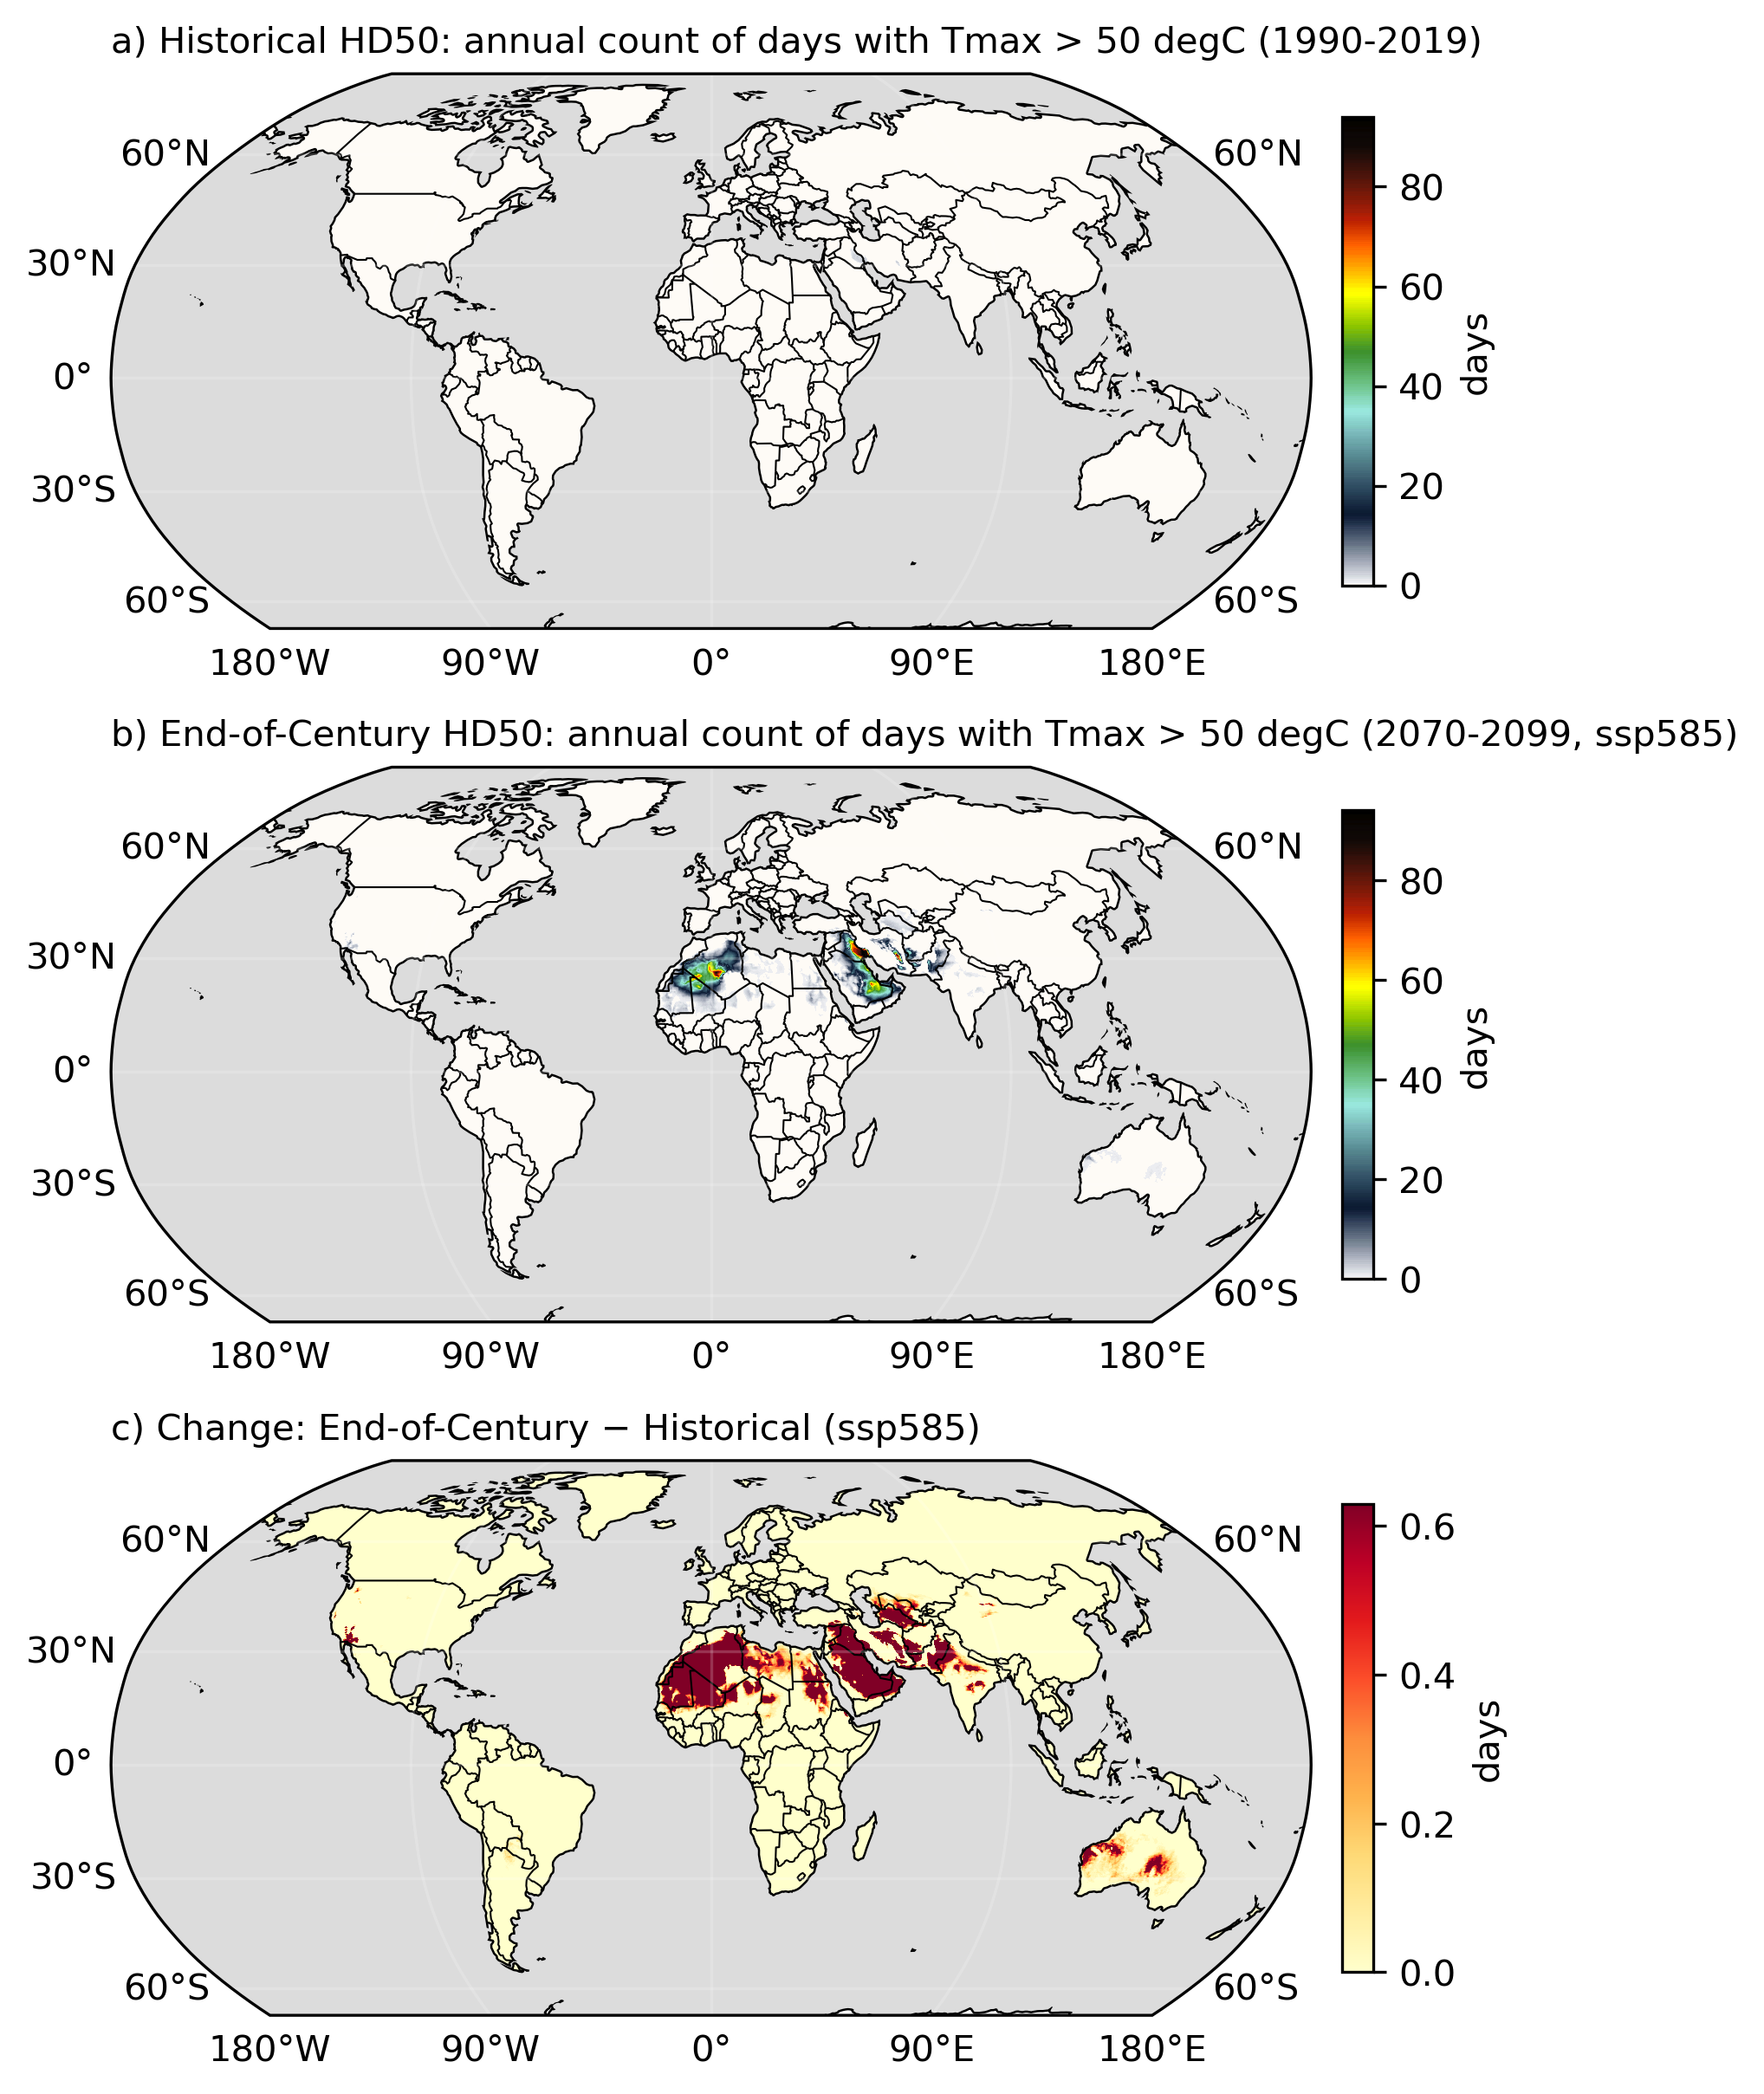 a) Historical HD50: annual count of days with Tmax > 50 degC (1990-2019)
60°N 60°N
30°N
0°
30°S
60°S 60°S
180°W 90°W 0° 90°E 180°E
80
60
40
20
0
days
b) End-of-Century HD50: annual count of days with Tmax > 50 degC (2070-2099, ssp585)
60°N 60°N
30°N
0°
30°S
60°S 60°S
180°W 90°W 0° 90°E 180°E
80
60
40
20
0
days
c) Change: End-of-Century − Historical (ssp585)
60°N 60°N
30°N
0°
30°S
60°S 60°S
180°W 90°W 0° 90°E 180°E
0.6
0.4
0.2
0.0
days